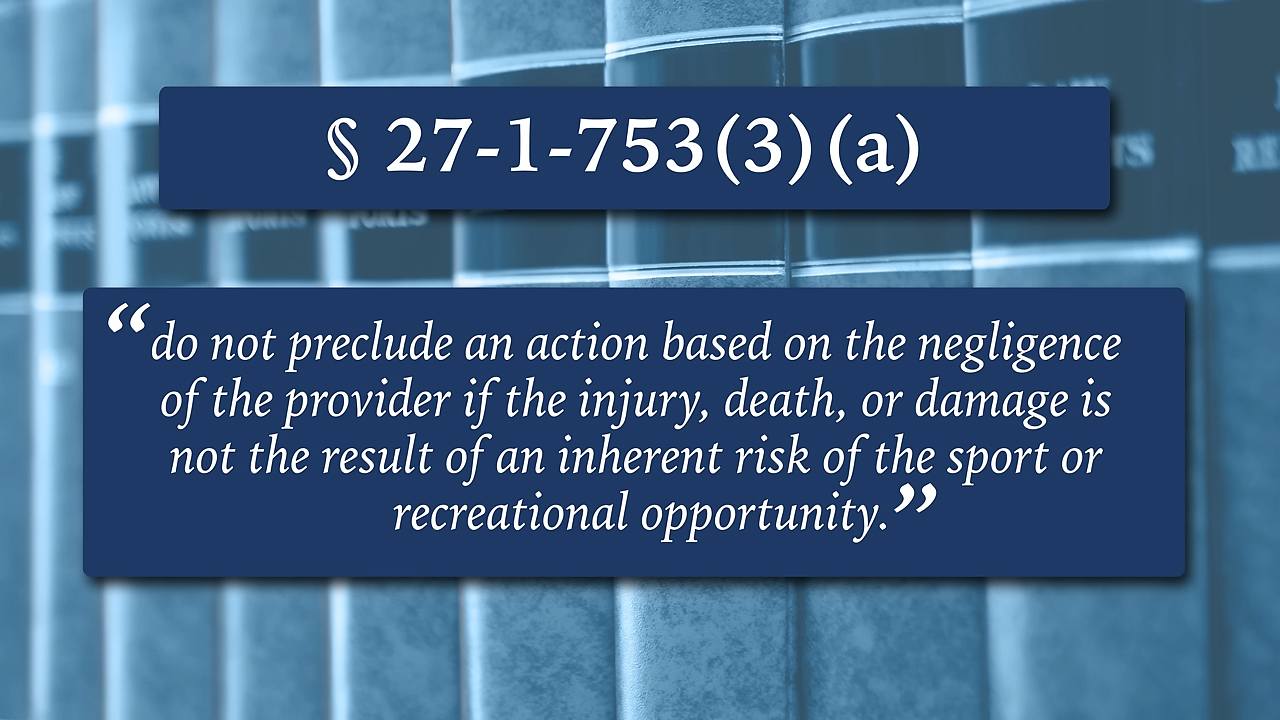 § 27-1-753(3)(a)
“do not preclude an action based on the negligence
of the provider if the injury, death, or damage is
not the result of an inherent risk of the sport or
recreational opportunity.”